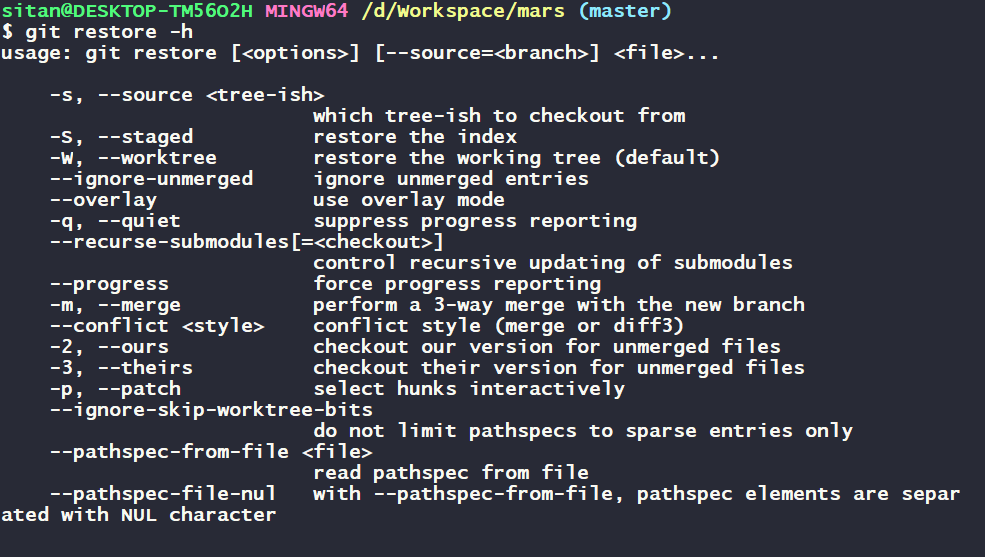 sitan@DESKTOP-TM56O2H MINGW64 /d/Workspace/mars (master)
$ git restore -h
usage: git restore [<options>] [--source=<branch>] <file>...
-s, --source <tree-ish>
which tree-ish to checkout from
-S, --staged restore the index
-W, --worktree restore the working tree (default)
--ignore-unmerged ignore unmerged entries
--overlay use overlay mode
-q, --quiet suppress progress reporting
--recurse-submodules[=<checkout>]
control recursive updating of submodules
--progress force progress reporting
-m, --merge perform a 3-way merge with the new branch
--conflict <style> conflict style (merge or diff3)
-2, --ours checkout our version for unmerged files
-3, --theirs checkout their version for unmerged files
-p, --patch select hunks interactively
--ignore-skip-worktree-bits
do not limit pathspecs to sparse entries only
--pathspec-from-file <file>
read pathspec from file
--pathspec-file-nul with --pathspec-from-file, pathspec elements are separ
ated with NUL character